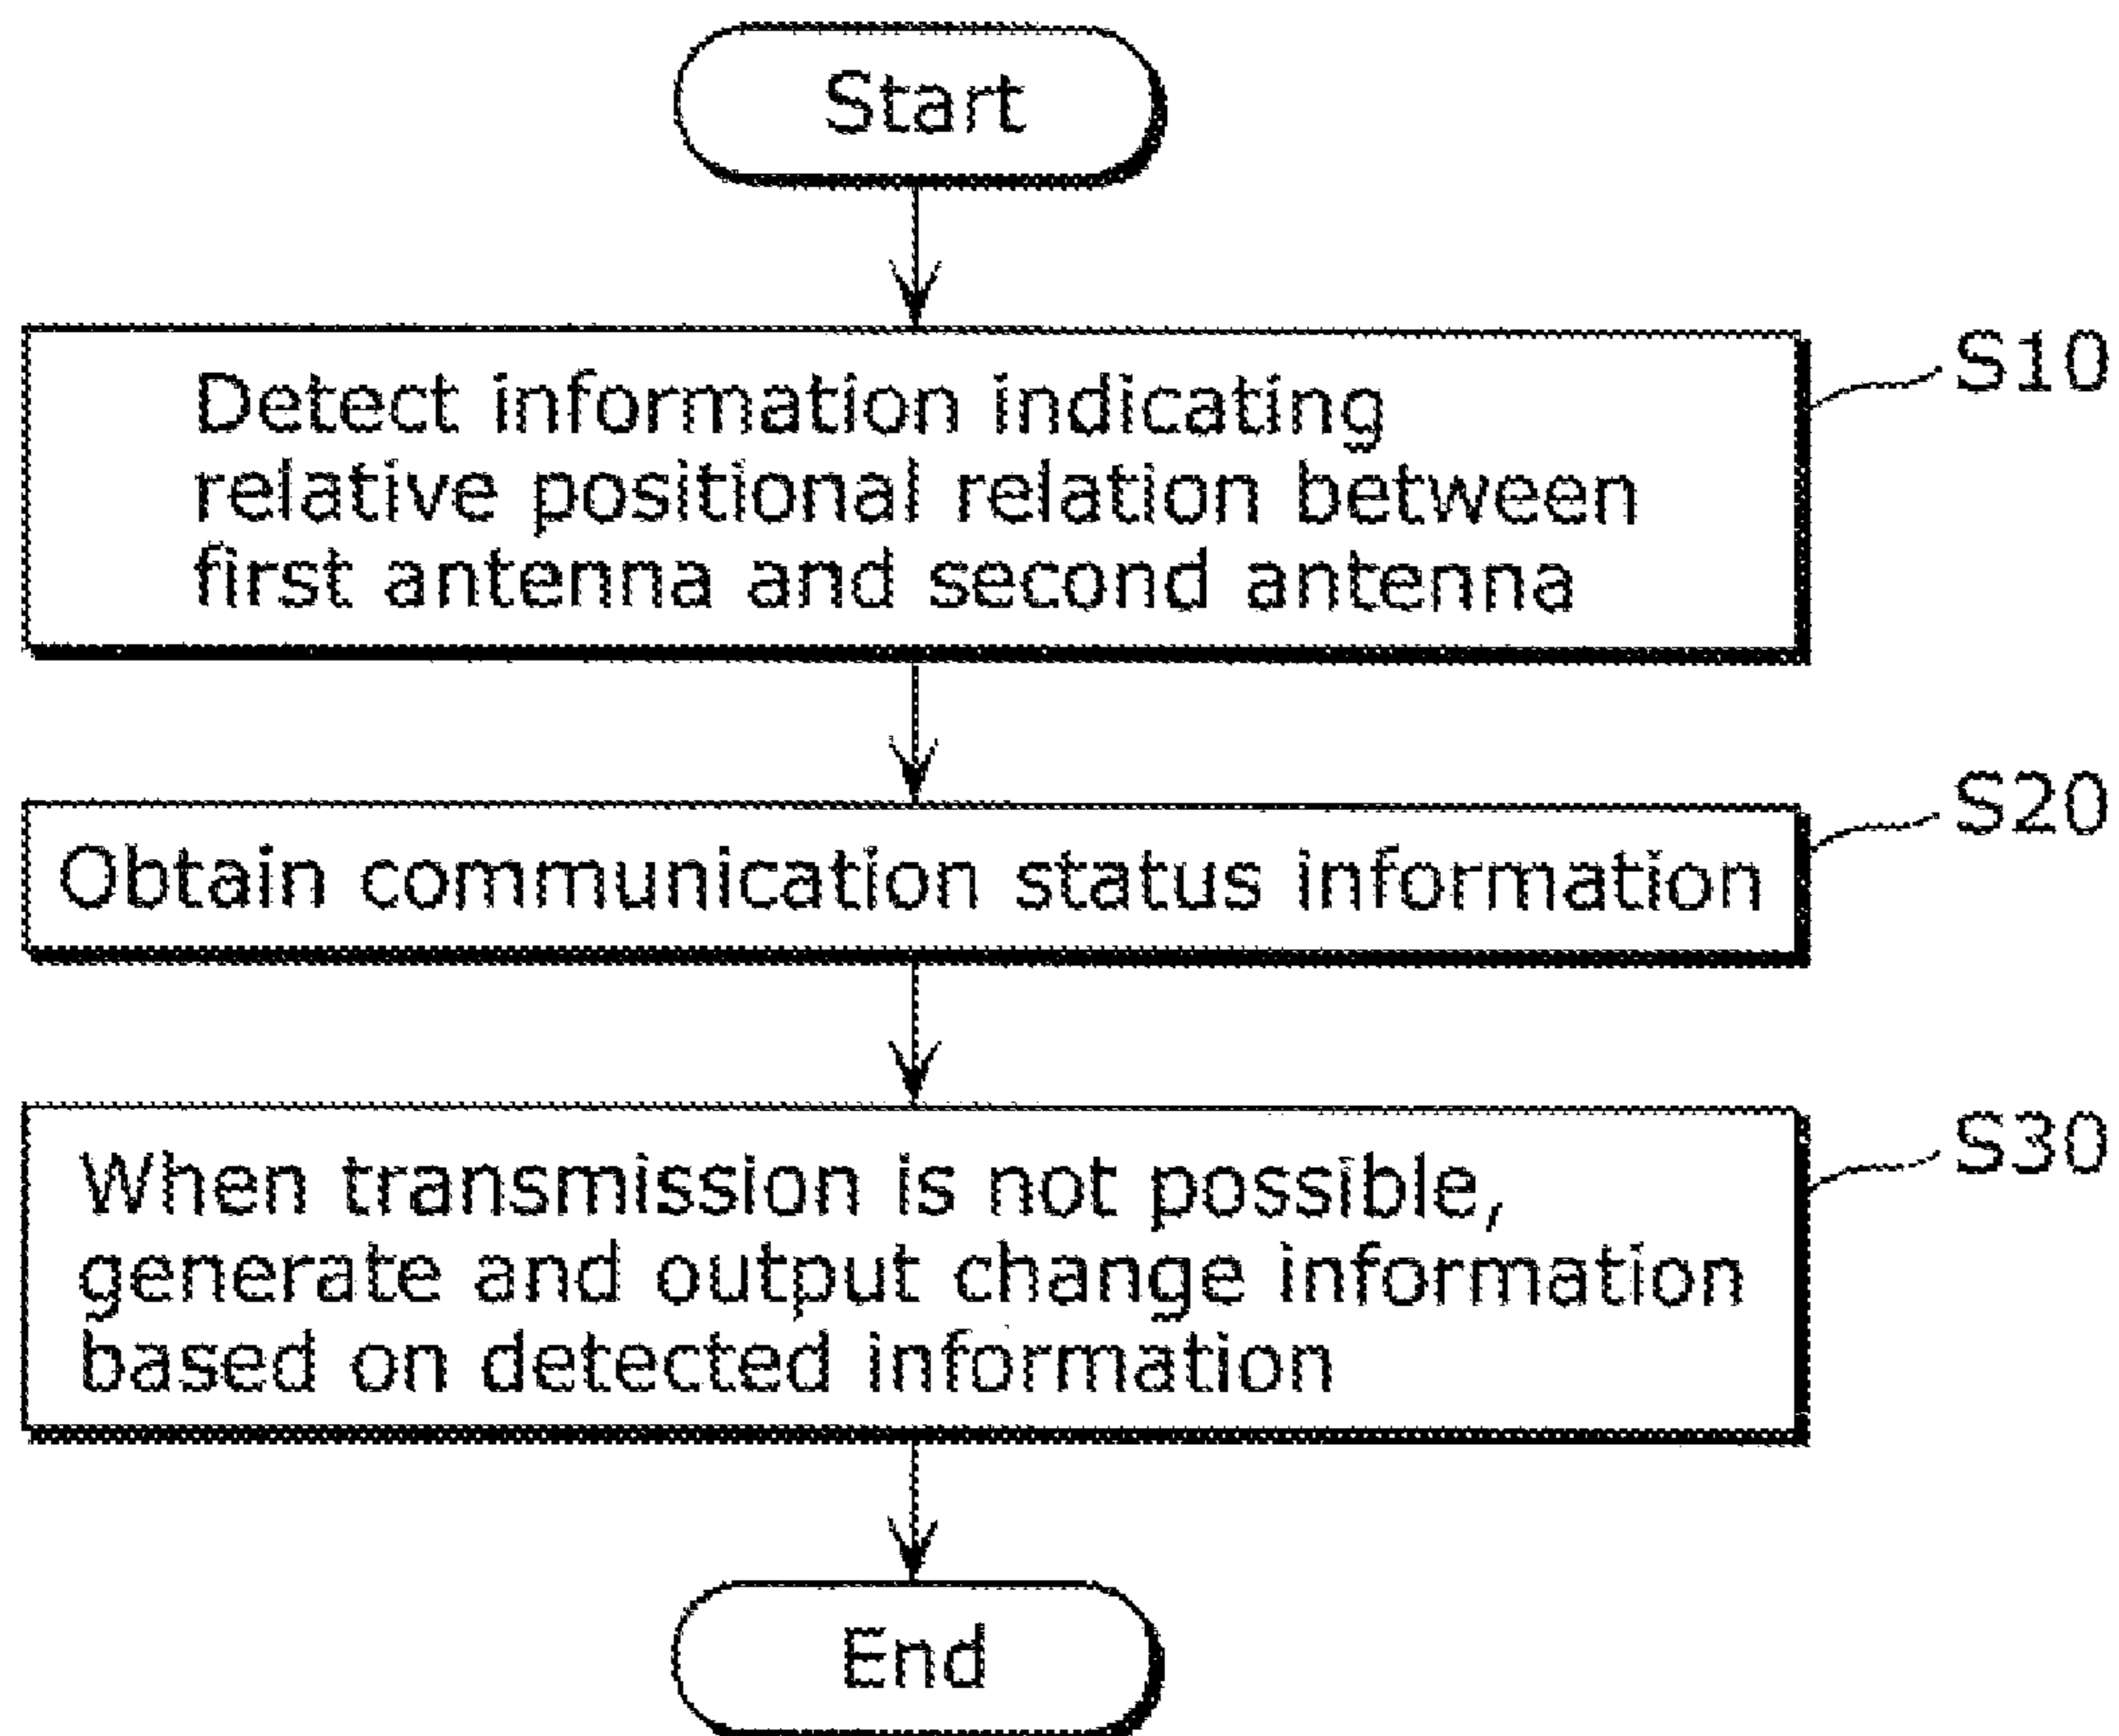 Start
S10
Detect information indicating
relative positional relation between
first antenna and second antenna
S20
Obtain communication status information
S30
When transmission is not possible,
generate and output change information
based on detected information
End